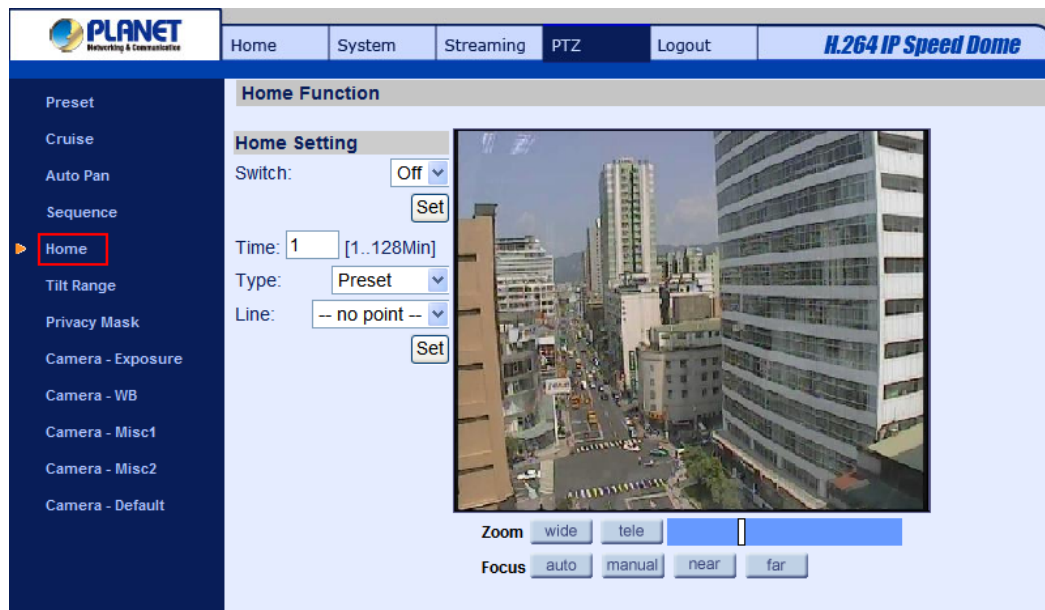 PLANET
Networking & Communication
Home System Streaming PTZ Logout H.264 IP Speed Dome
Preset
Cruise
Auto Pan
Sequence
Home
Tilt Range
Privacy Mask
Camera - Exposure
Camera - WB
Camera - Misc1
Camera - Misc2
Camera - Default
Home Function
Home Setting
Switch: Off
Set
Time: 1 [1..128Min]
Type: Preset
Line: -- no point --
Set
Zoom wide tele
Focus auto manual near far